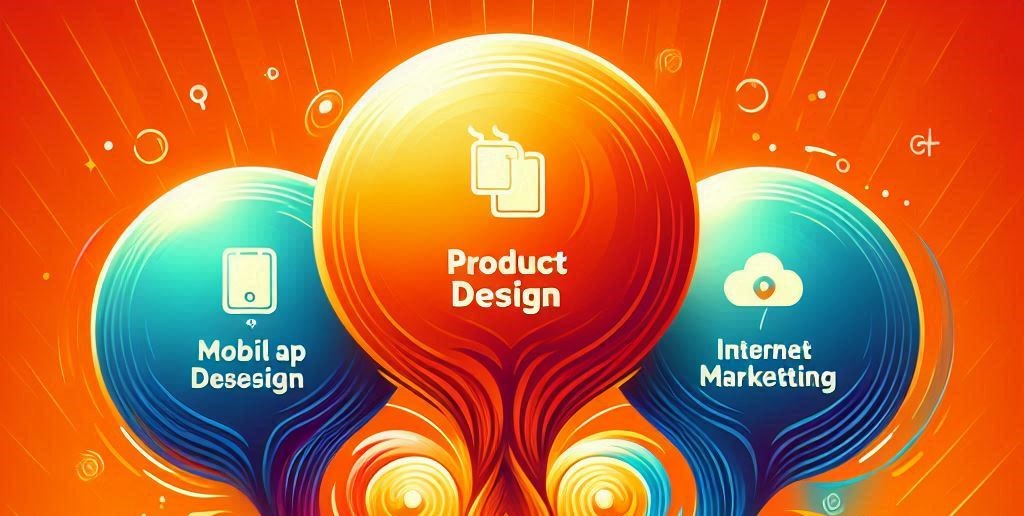 Product
Design
Mobil ap
Desesign
Internet
Marketting